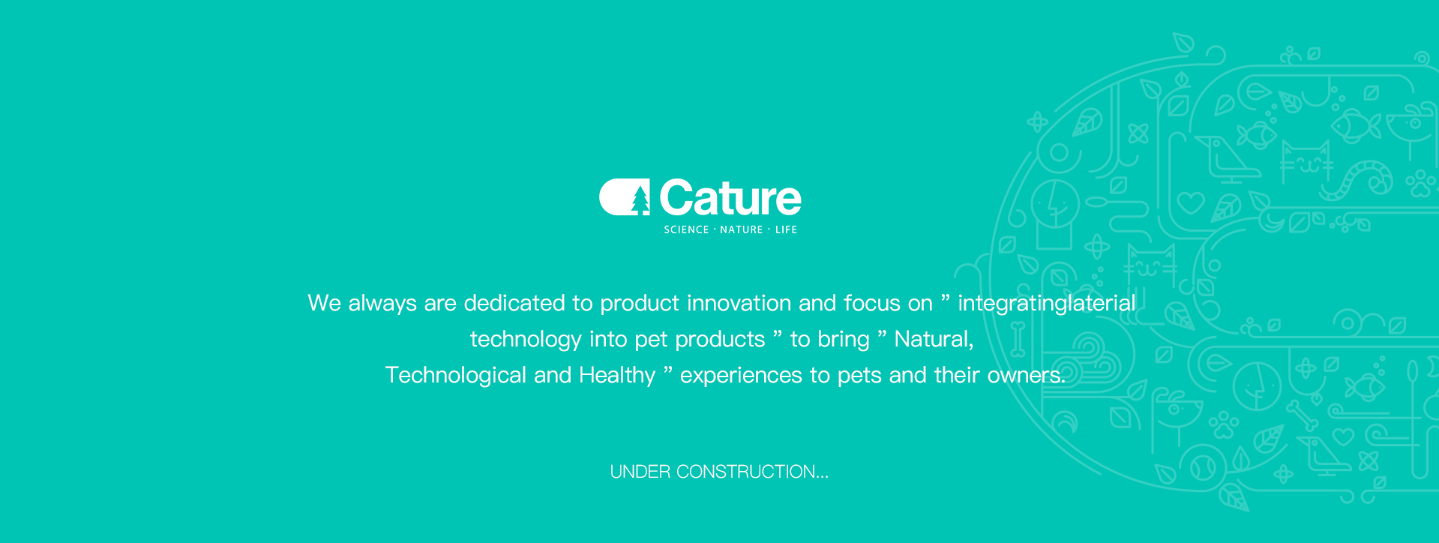 Cature
SCIENCE · NATURE · LIFE
We always are dedicated to product innovation and focus on ” integratinglaterial
technology into pet products ” to bring ” Natural,
Technological and Healthy ” experiences to pets and their owners.
UNDER CONSTRUCTION...